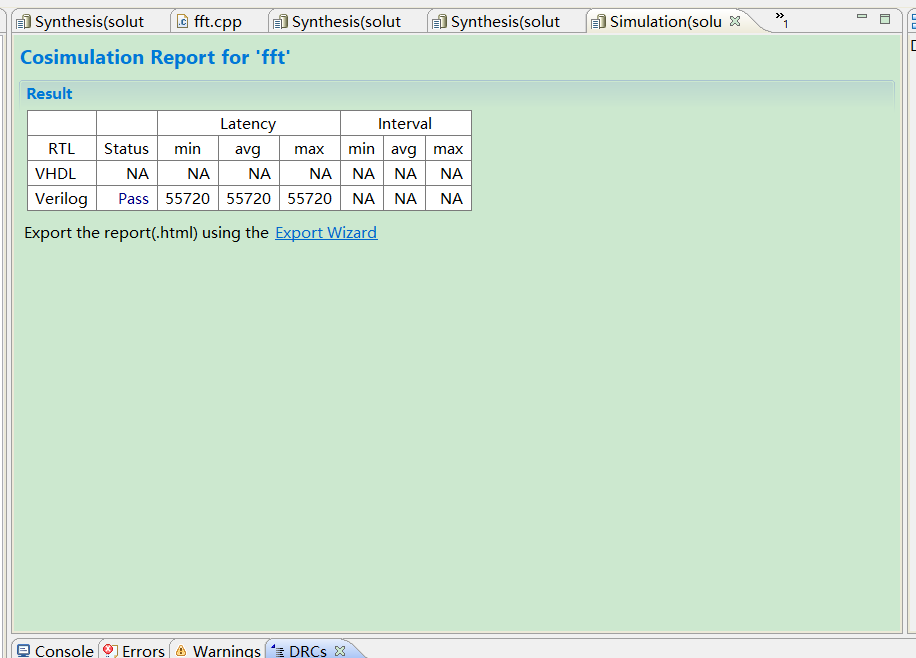 Synthesis(solut fft.cpp Synthesis(solut Synthesis(solut Simulation(solu » 1
Cosimulation Report for 'fft'
Result
Latency Interval
RTL Status min avg max min avg max
VHDL NA NA NA NA NA NA NA
Verilog Pass 55720 55720 55720 NA NA NA
Export the report(.html) using the Export Wizard
Console Errors Warnings DRCs